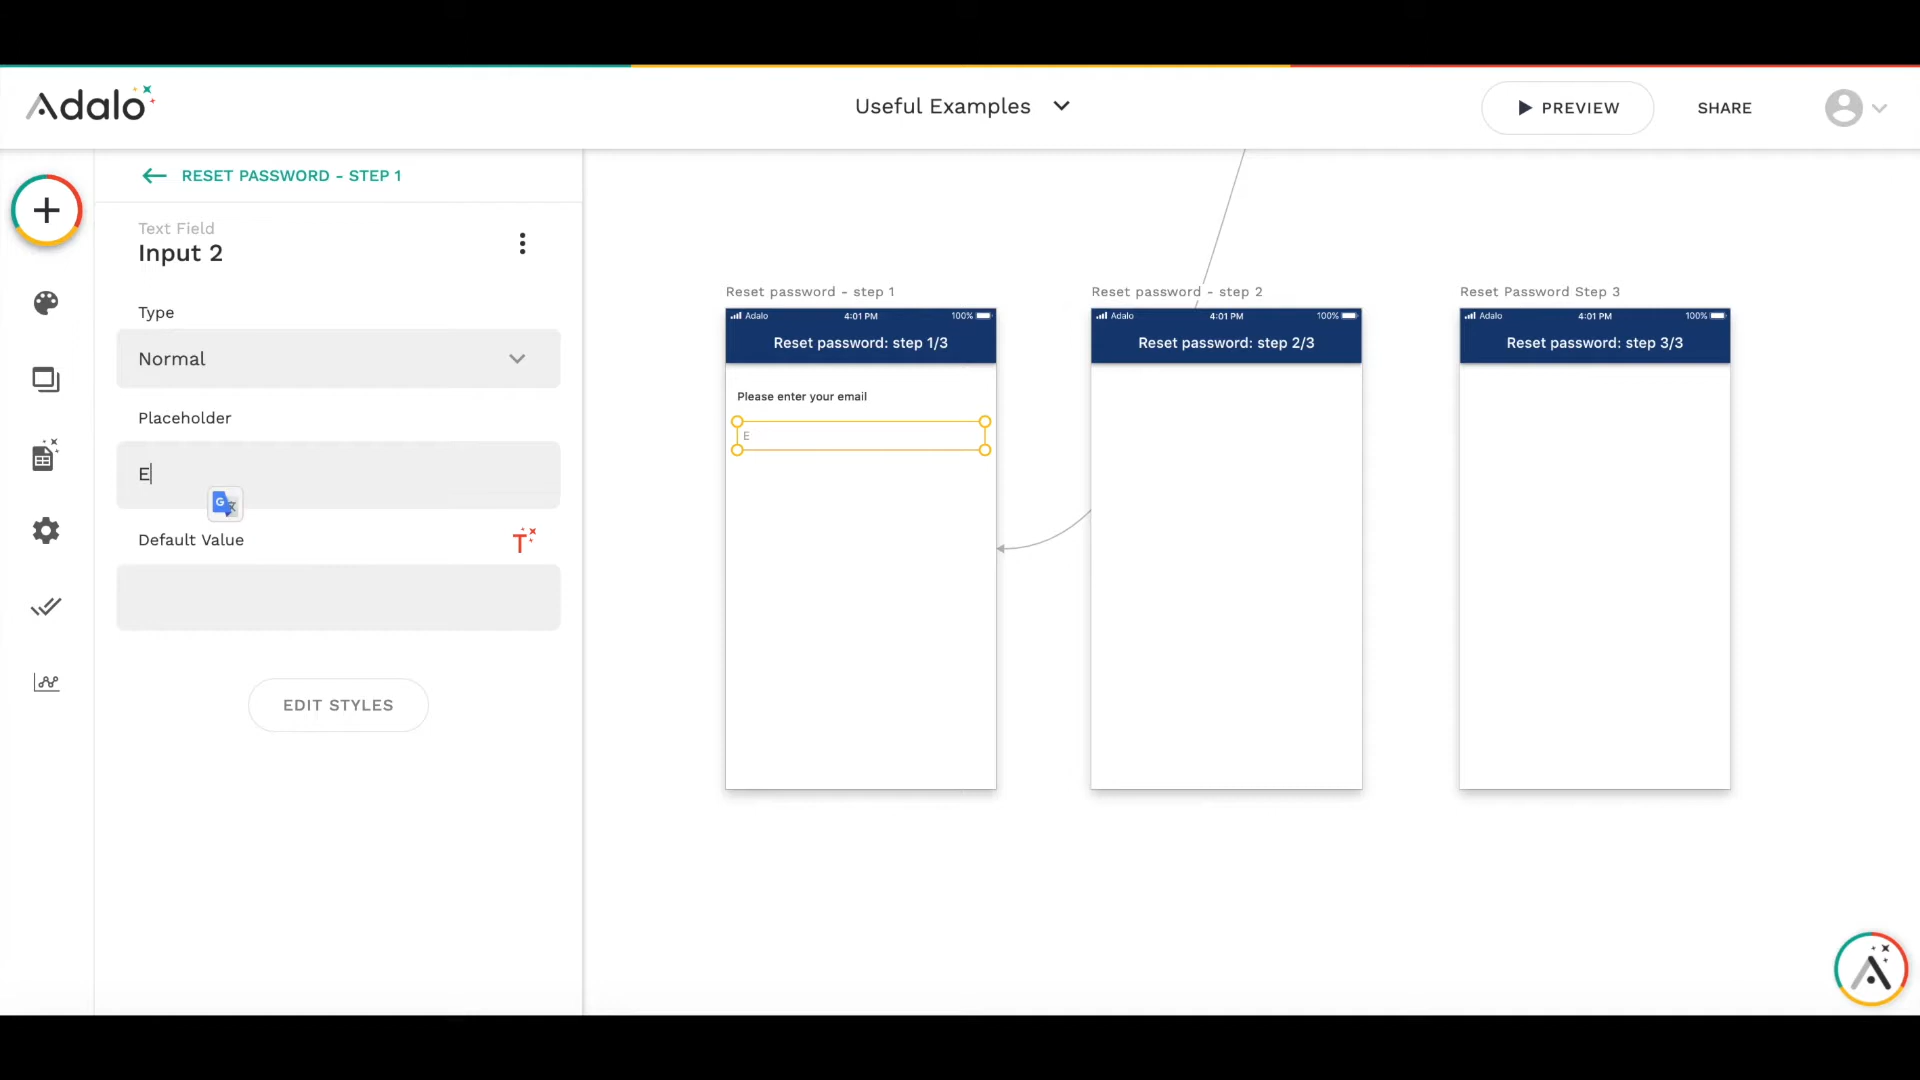 Adalo
Useful Examples
PREVIEW
SHARE
RESET PASSWORD - STEP 1
Text Field
Input 2
Type
Normal
Placeholder
E
Default Value
EDIT STYLES
Reset password - step 1
Adalo 4:01 PM 100%
Reset password: step 1/3
Please enter your email
E
Reset password - step 2
Adalo 4:01 PM 100%
Reset password: step 2/3
Reset Password Step 3
Adalo 4:01 PM 100%
Reset password: step 3/3